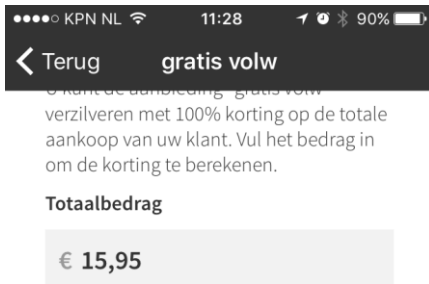 KPN NL 11:28 90%
Terug gratis volw
verzilveren met 100% korting op de totale
aankoop van uw klant. Vul het bedrag in
om de korting te berekenen.
Totaalbedrag
€ 15,95